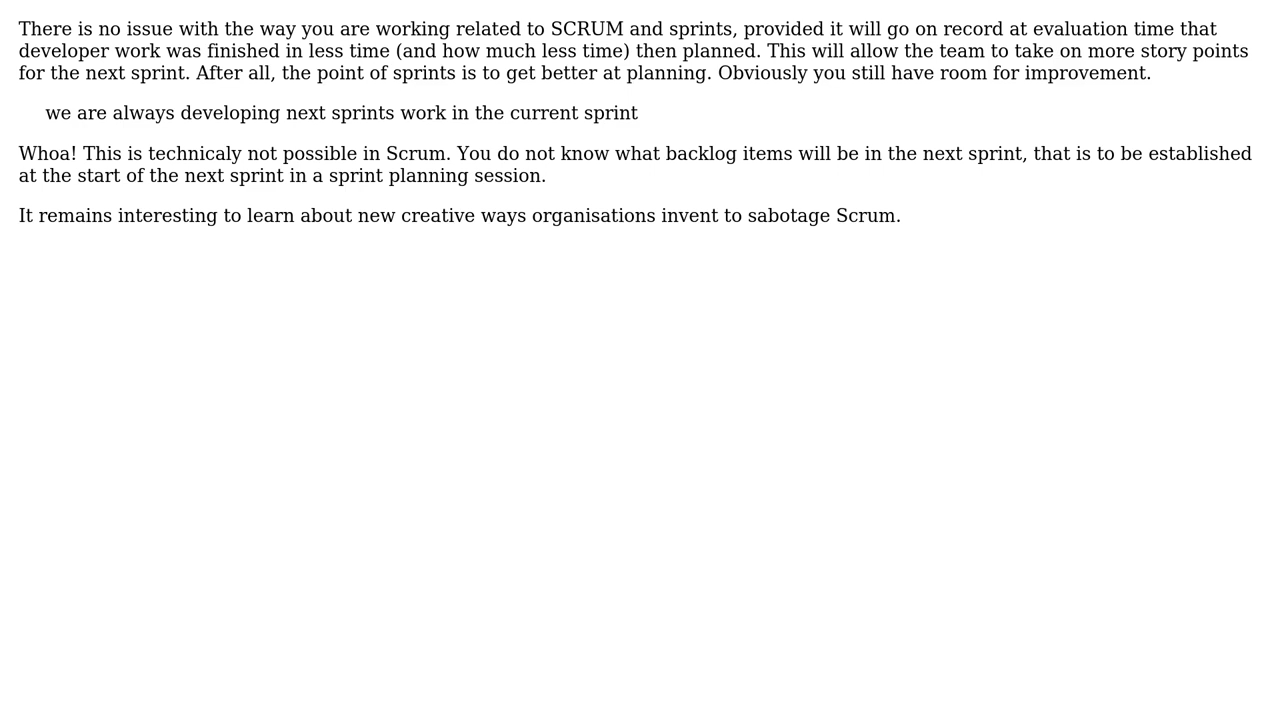 There is no issue with the way you are working related to SCRUM and sprints, provided it will go on record at evaluation time that
developer work was finished in less time (and how much less time) then planned. This will allow the team to take on more story points
for the next sprint. After all, the point of sprints is to get better at planning. Obviously you still have room for improvement.
we are always developing next sprints work in the current sprint
Whoa! This is technicaly not possible in Scrum. You do not know what backlog items will be in the next sprint, that is to be established
at the start of the next sprint in a sprint planning session.
It remains interesting to learn about new creative ways organisations invent to sabotage Scrum.